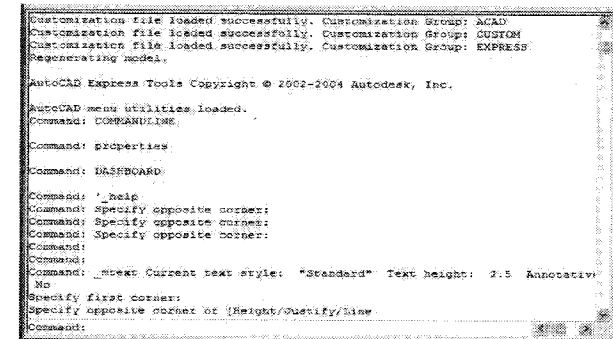 Customization file loaded successfully. Customization Group: ACAD
Customization file loaded successfully. Customization Group: CUSTOM
Customization file loaded successfully. Customization Group: EXPRESS
Regenerating model.
AutoCAD Express Tools Copyright © 2002-2004 Autodesk, Inc.
AutoCAD menu utilities loaded.
Command: COMMANDLINE
Command: properties
Command: DASHBOARD
Command: '_help
Command: Specify opposite corner:
Command: Specify opposite corner:
Command: Specify opposite corner:
Command:
Command:
Command: _mtext Current text style: "Standard" Text height: 2.5 Annotative
No
Specify first corner:
Specify opposite corner or [Height/Justify/Line
Command: